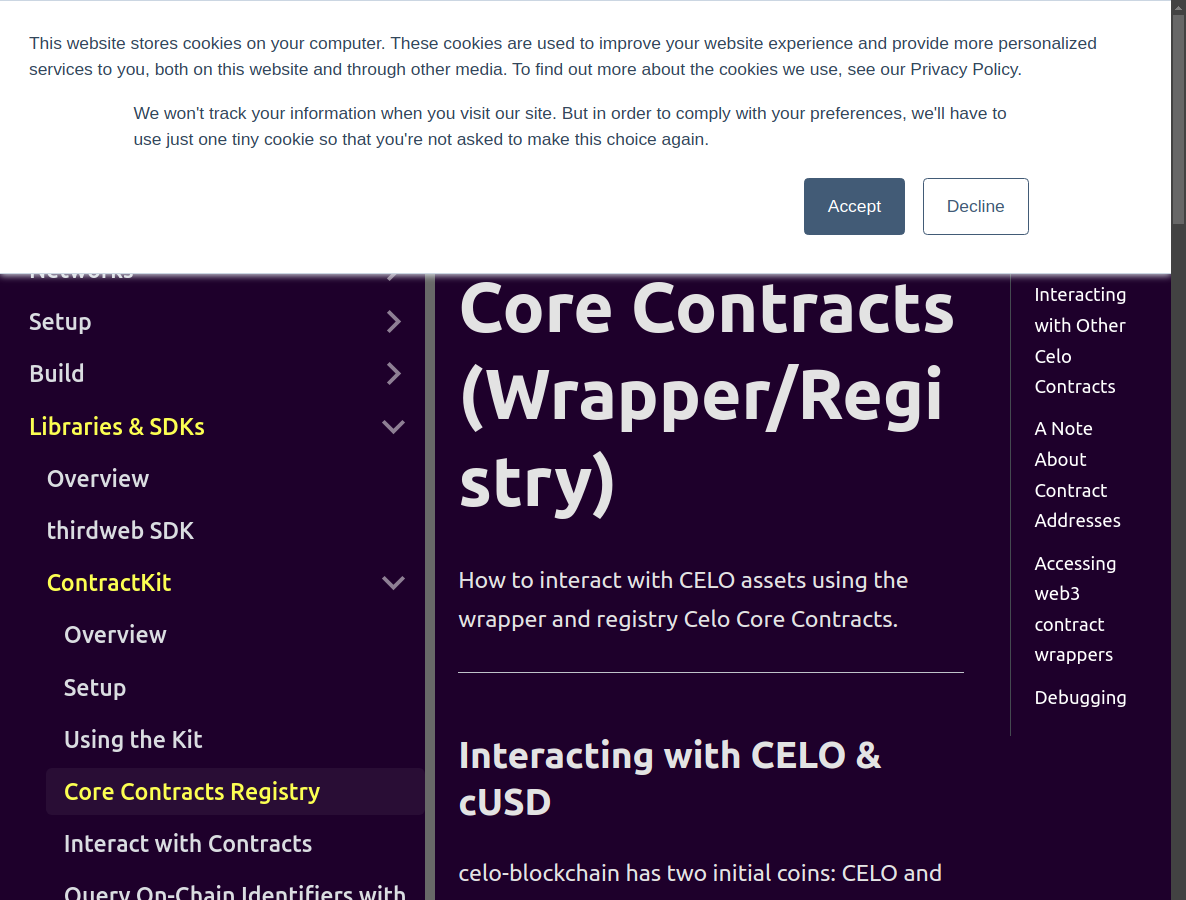 This website stores cookies on your computer. These cookies are used to improve your website experience and provide more personalized
services to you, both on this website and through other media. To find out more about the cookies we use, see our Privacy Policy.
We won't track your information when you visit our site. But in order to comply with your preferences, we'll have to
use just one tiny cookie so that you're not asked to make this choice again.
Accept
Decline
Networks
Setup
Build
Libraries & SDKs
Overview
thirdweb SDK
ContractKit
Overview
Setup
Using the Kit
Core Contracts Registry
Interact with Contracts
Query On-Chain Identifiers with
Core Contracts
(Wrapper/Regi
stry)
How to interact with CELO assets using the
wrapper and registry Celo Core Contracts.
Interacting with CELO &
cUSD
celo-blockchain has two initial coins: CELO and
Interacting
with Other
Celo
Contracts
A Note
About
Contract
Addresses
Accessing
web3
contract
wrappers
Debugging